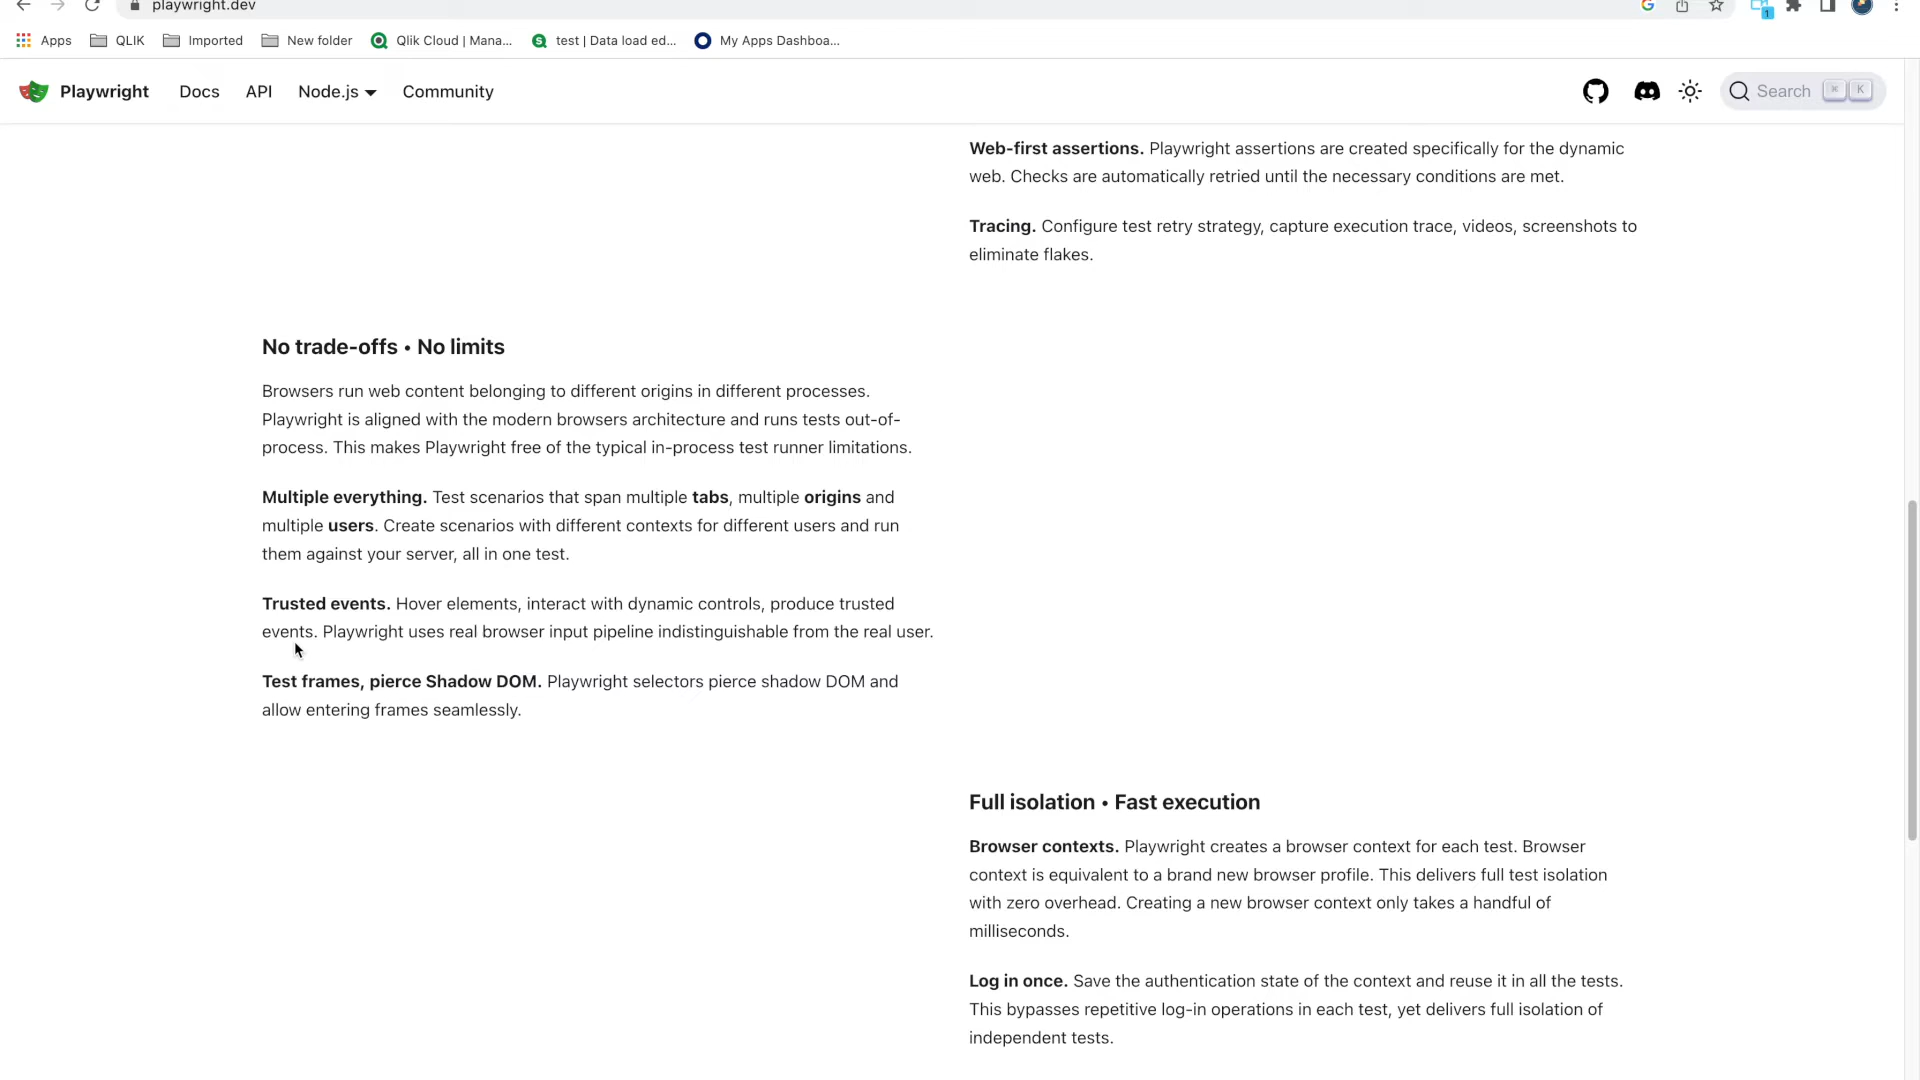 playwright.dev
1
Apps QLIK Imported New folder Qlik Cloud | Mana... test | Data load ed... My Apps Dashboa...
Playwright Docs API Node.js Community Search ⌘ K
Web-first assertions. Playwright assertions are created specifically for the dynamic
web. Checks are automatically retried until the necessary conditions are met.
Tracing. Configure test retry strategy, capture execution trace, videos, screenshots to
eliminate flakes.
No trade-offs • No limits
Browsers run web content belonging to different origins in different processes.
Playwright is aligned with the modern browsers architecture and runs tests out-of-
process. This makes Playwright free of the typical in-process test runner limitations.
Multiple everything. Test scenarios that span multiple tabs, multiple origins and
multiple users. Create scenarios with different contexts for different users and run
them against your server, all in one test.
Trusted events. Hover elements, interact with dynamic controls, produce trusted
events. Playwright uses real browser input pipeline indistinguishable from the real user.
Test frames, pierce Shadow DOM. Playwright selectors pierce shadow DOM and
allow entering frames seamlessly.
Full isolation • Fast execution
Browser contexts. Playwright creates a browser context for each test. Browser
context is equivalent to a brand new browser profile. This delivers full test isolation
with zero overhead. Creating a new browser context only takes a handful of
milliseconds.
Log in once. Save the authentication state of the context and reuse it in all the tests.
This bypasses repetitive log-in operations in each test, yet delivers full isolation of
independent tests.